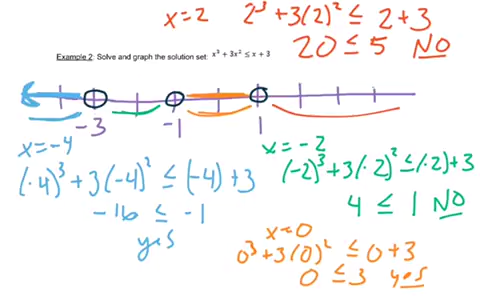 x=2 2³+3(2)² ≤ 2+3
20 ≤ 5 NO
Example 2: Solve and graph the solution set: x³ + 3x² ≤ x + 3
-3 -1 1
x=-4
(-4)³+3(-4)² ≤ (-4)+3
-16 ≤ -1
yes
x=-2
(-2)³+3(-2)² ≤ (-2)+3
4 ≤ 1 NO
x=0
0³+3(0)² ≤ 0+3
0 ≤ 3 yes